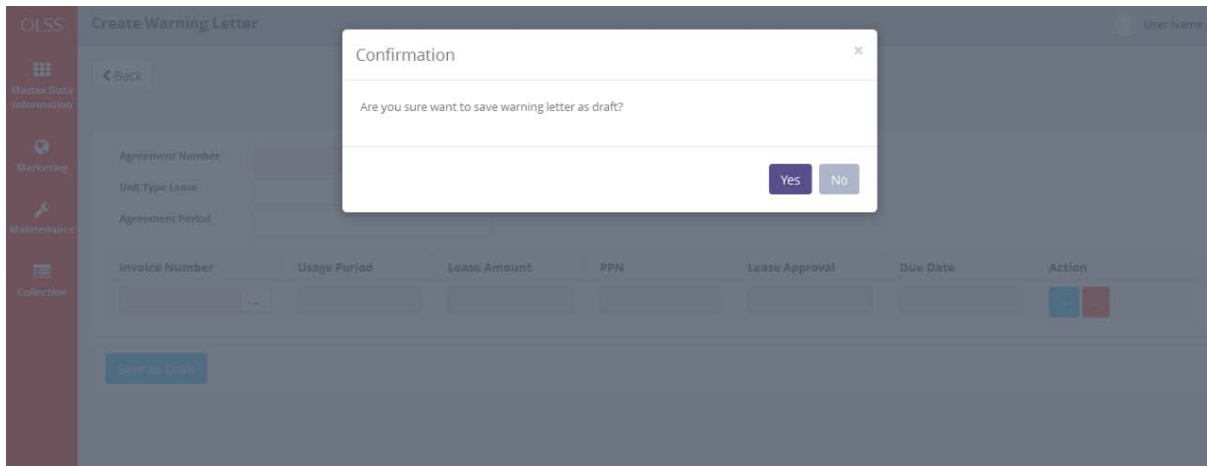 OLSS
Create Warning Letter
User Name
Confirmation
×
Back
Are you sure want to save warning letter as draft?
Yes
No
Master Data
Information
Marketing
Maintenance
Collection
Agreement Number
Unit Type Lease
Agreement Period
Invoice Number
Usage Period
Lease Amount
PPN
Lease Approval
Due Date
Action
...
Save as Draft